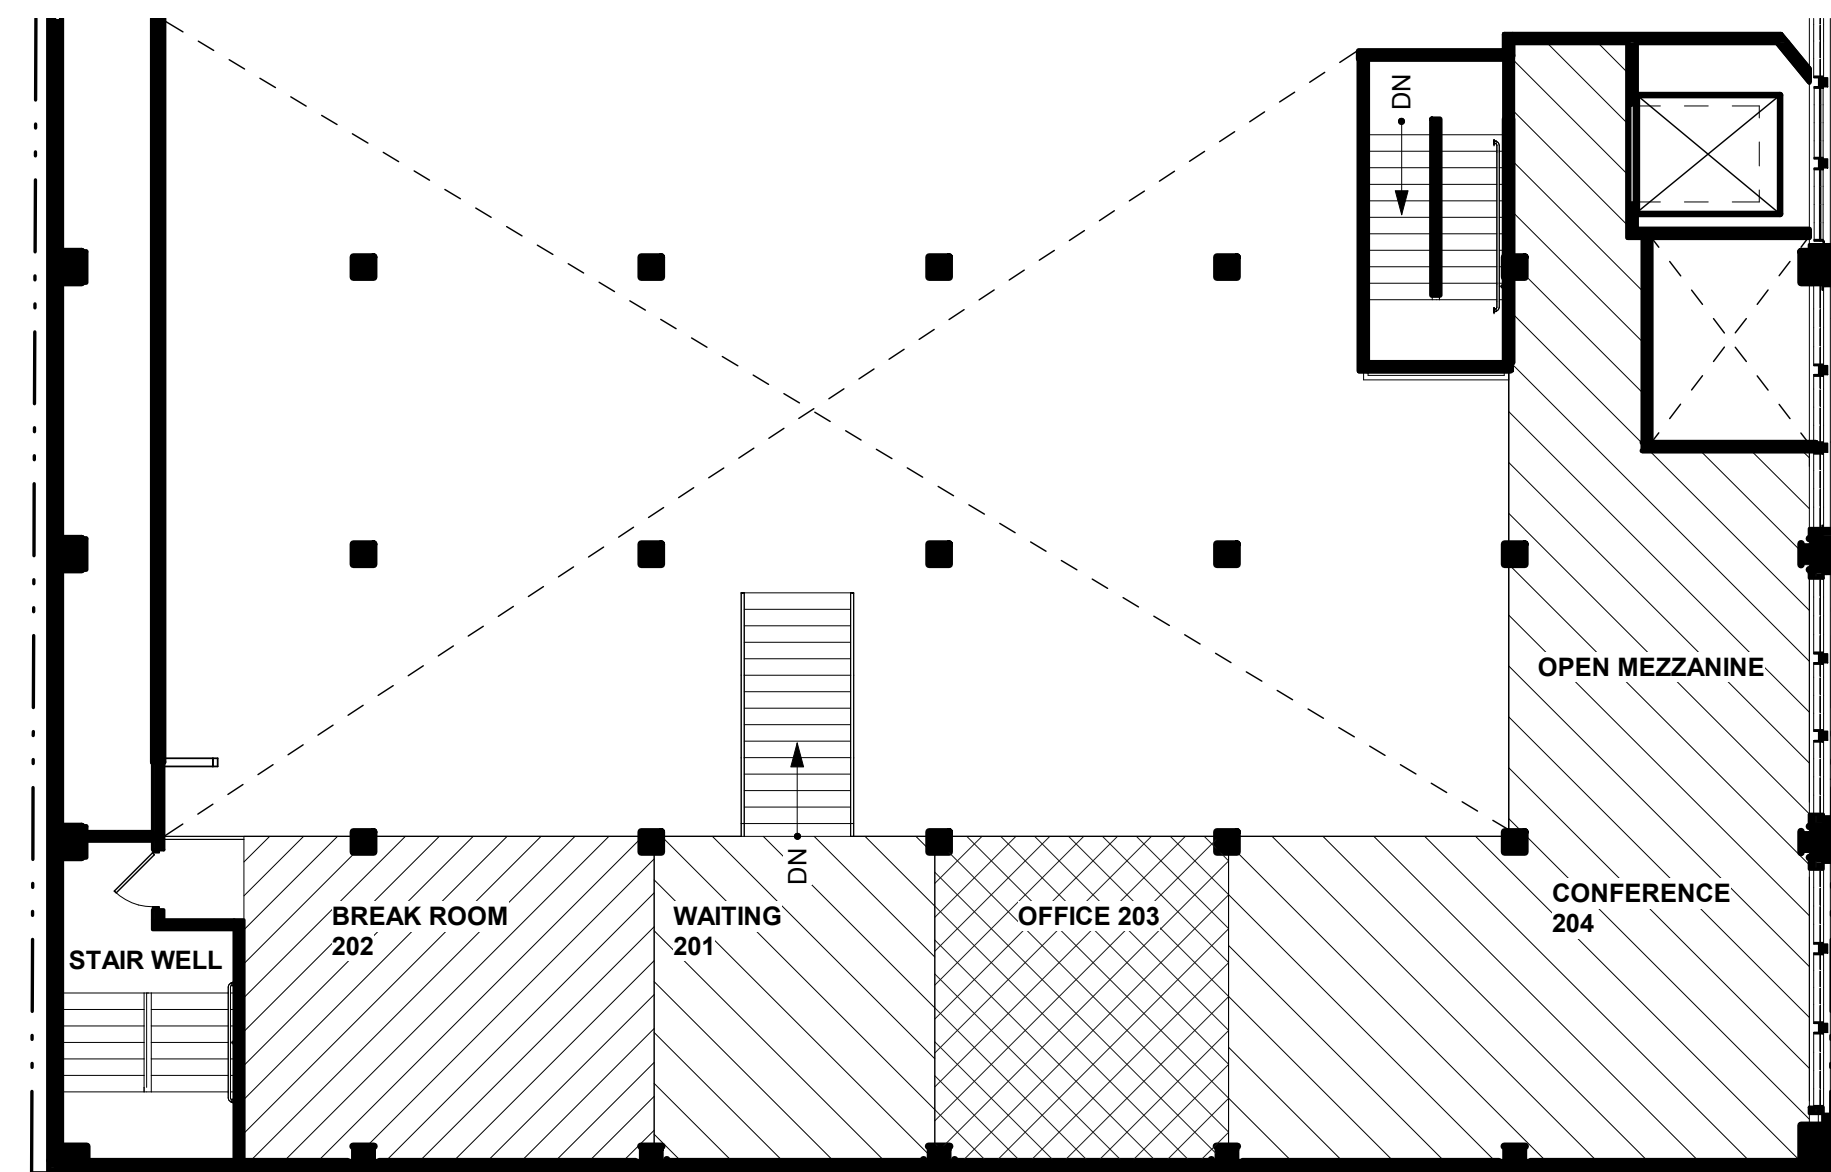 DN
OPEN MEZZANINE
DN
BREAK ROOM
202
WAITING
201
OFFICE 203
CONFERENCE
204
STAIR WELL